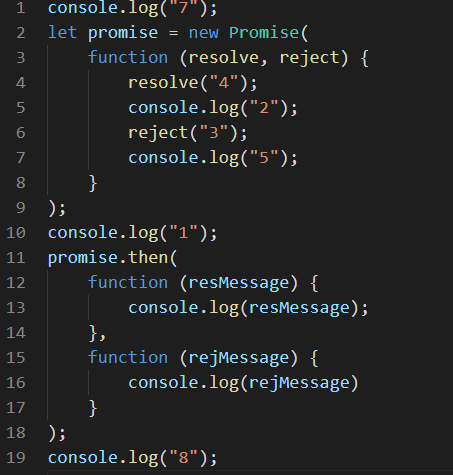 1 console.log("7");
2 let promise = new Promise(
3     function (resolve, reject) {
4         resolve("4");
5         console.log("2");
6         reject("3");
7         console.log("5");
8     }
9 );
10 console.log("1");
11 promise.then(
12     function (resMessage) {
13         console.log(resMessage);
14     },
15     function (rejMessage) {
16         console.log(rejMessage)
17     }
18 );
19 console.log("8");